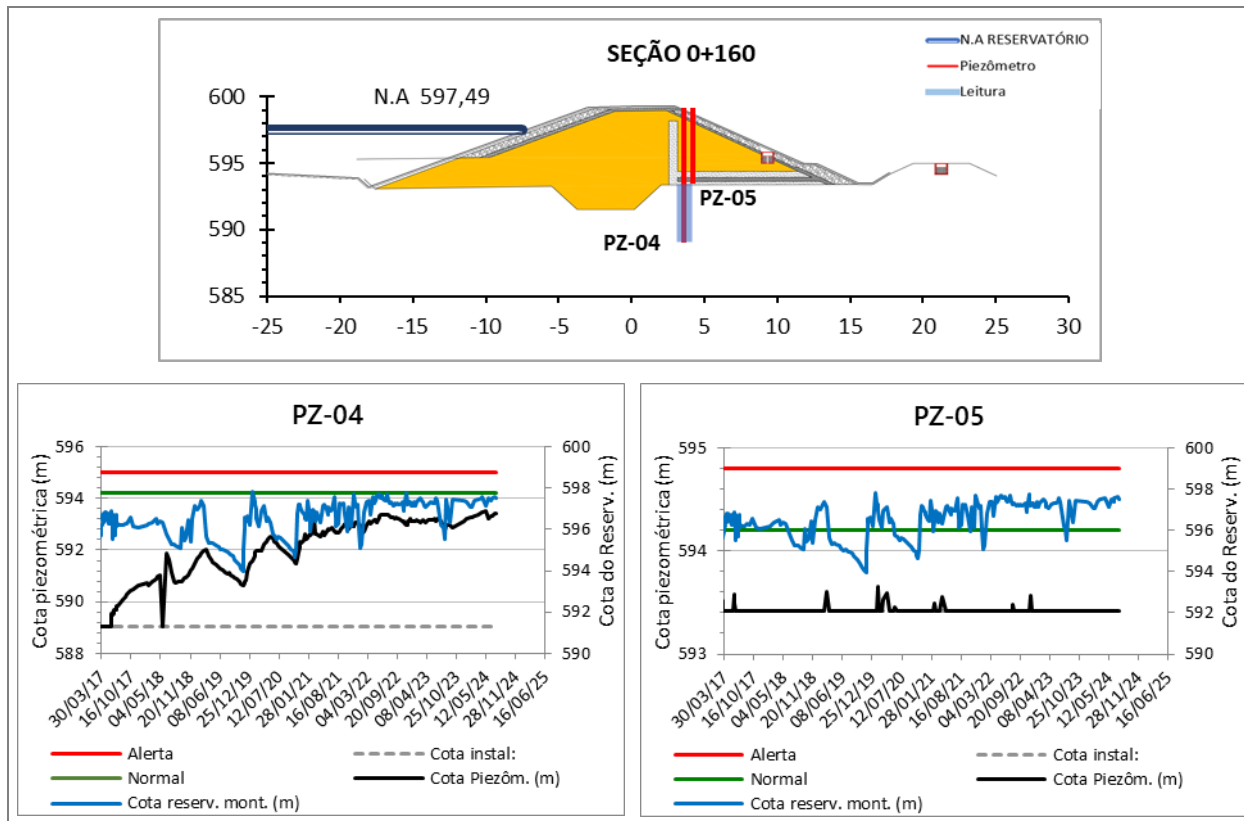 SEÇÃO 0+160
N.A RESERVATÓRIO
Piezômetro
Leitura
N.A 597,49
600
595
590
585
PZ-05
PZ-04
-25 -20 -15 -10 -5 0 5 10 15 20 25 30
PZ-04
Cota piezométrica (m)
596
594
592
591
589
588
Cota do Reserv. (m)
600
598
596
594
592
590
30/03/17 16/10/17 04/05/18 20/11/18 08/06/19 25/12/19 12/07/20 28/01/21 16/08/21 04/03/22 20/09/22 08/04/23 25/10/23 12/05/24 28/11/24 16/06/25
Alerta Cota instal:
Normal Cota Piezôm. (m)
Cota reserv. mont. (m)
PZ-05
Cota piezométrica (m)
595
594
593
Cota do Reserv. (m)
600
598
596
594
592
590
30/03/17 16/10/17 04/05/18 20/11/18 08/06/19 25/12/19 12/07/20 28/01/21 16/08/21 04/03/22 20/09/22 08/04/23 25/10/23 12/05/24 28/11/24 16/06/25
Alerta Cota instal:
Normal Cota Piezôm. (m)
Cota reserv. mont. (m)